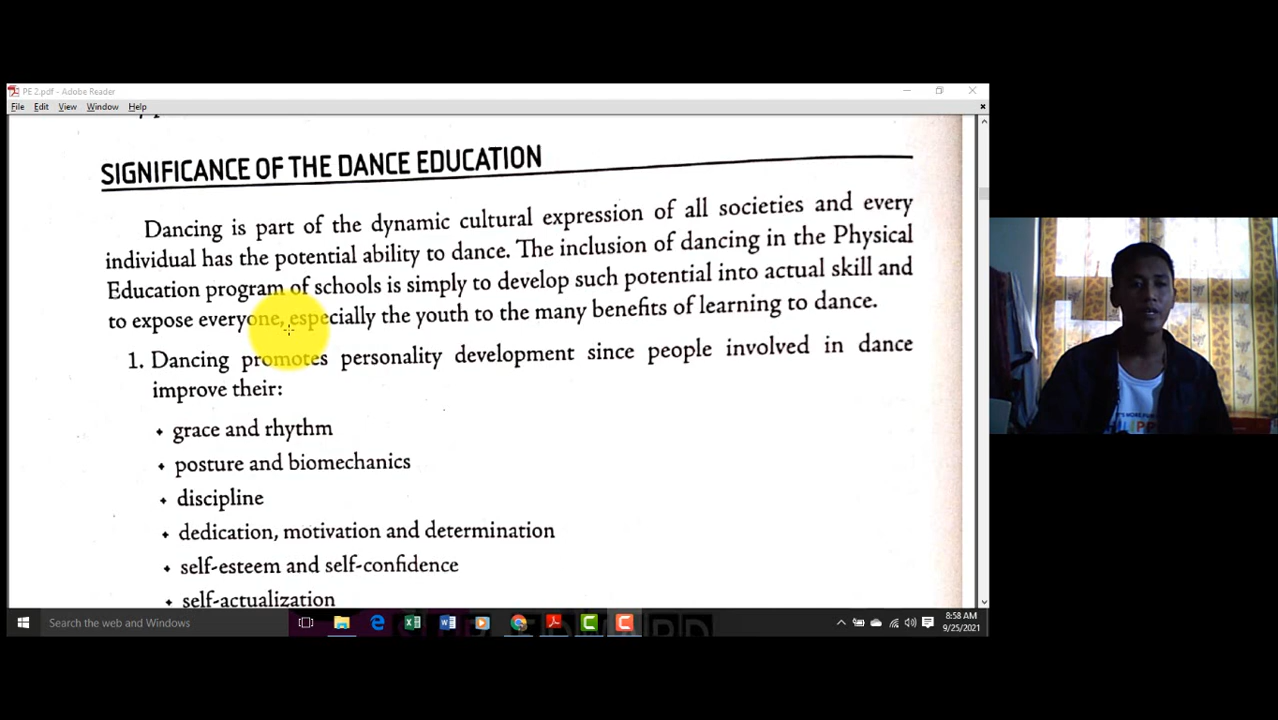 PE 2.pdf - Adobe Reader
File Edit View Window Help
SIGNIFICANCE OF THE DANCE EDUCATION
Dancing is part of the dynamic cultural expression of all societies and every
individual has the potential ability to dance. The inclusion of dancing in the Physical
Education program of schools is simply to develop such potential into actual skill and
to expose everyone, especially the youth to the many benefits of learning to dance.
1. Dancing promotes personality development since people involved in dance
improve their:
• grace and rhythm
• posture and biomechanics
• discipline
• dedication, motivation and determination
• self-esteem and self-confidence
• self-actualization
Search the web and Windows
8:58 AM
9/25/2021